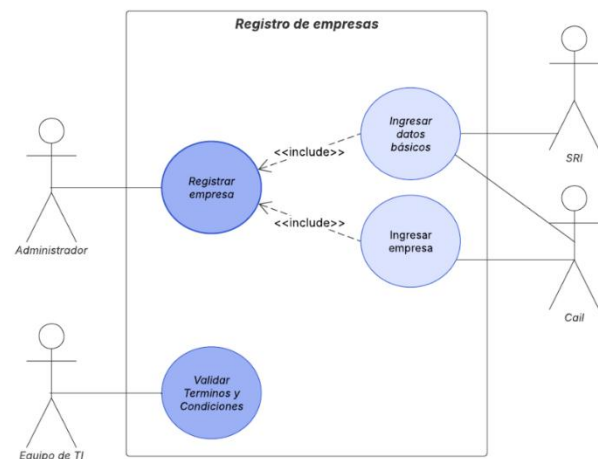 Registro de empresas
Ingresar
datos
básicos
SRI
<<include>>
Registrar
empresa
Administrador
<<include>>
Ingresar
empresa
Cail
Validar
Terminos y
Condiciones
Equipo de TI